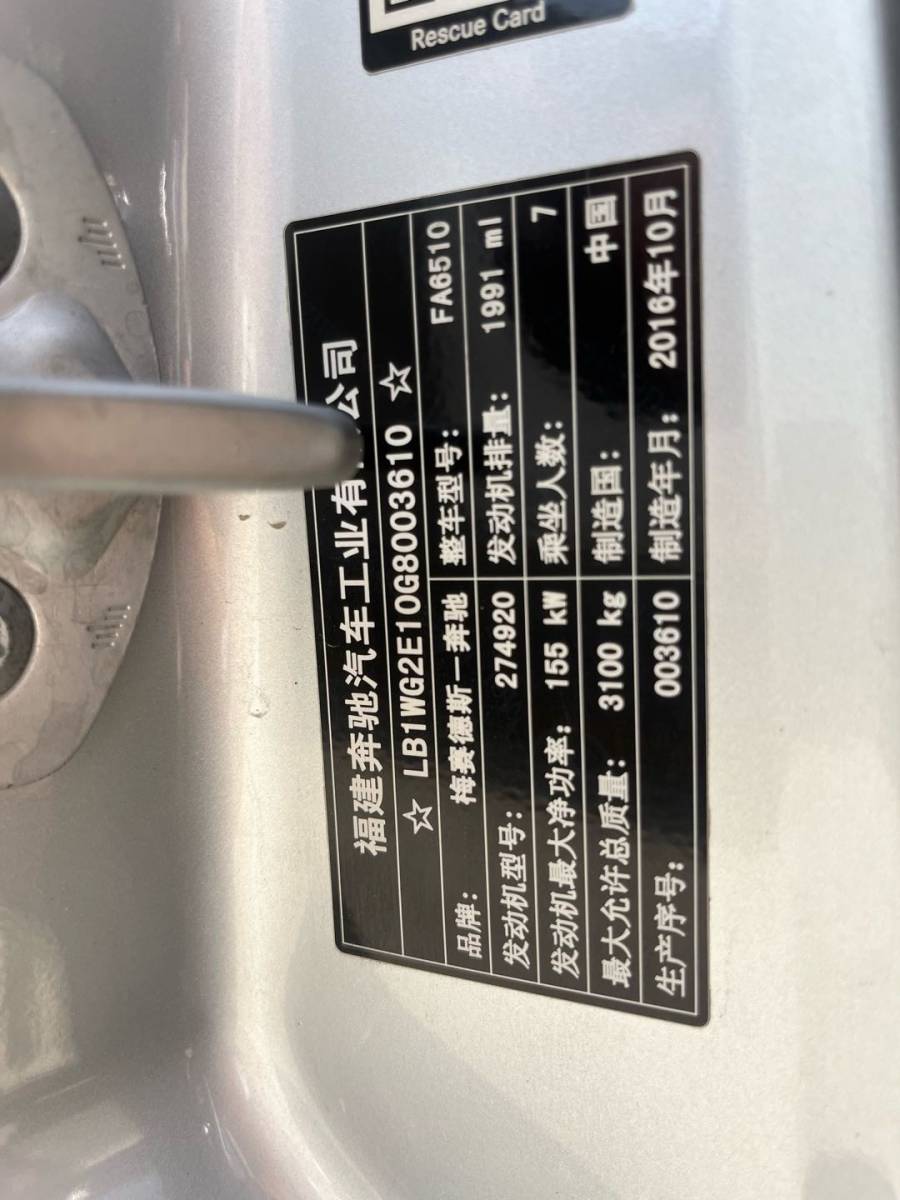 Rescue Card
福建奔驰汽车工业有 公司
☆ LB1WG2E10G8003610 ☆
品牌: 梅赛德斯一奔驰 整车型号: FA6510
发动机型号: 274920 发动机排量: 1991 ml
发动机最大净功率: 155 kW 乘坐人数: 7
最大允许总质量: 3100 kg 制造国: 中国
生产序号: 003610 制造年月: 2016年10月